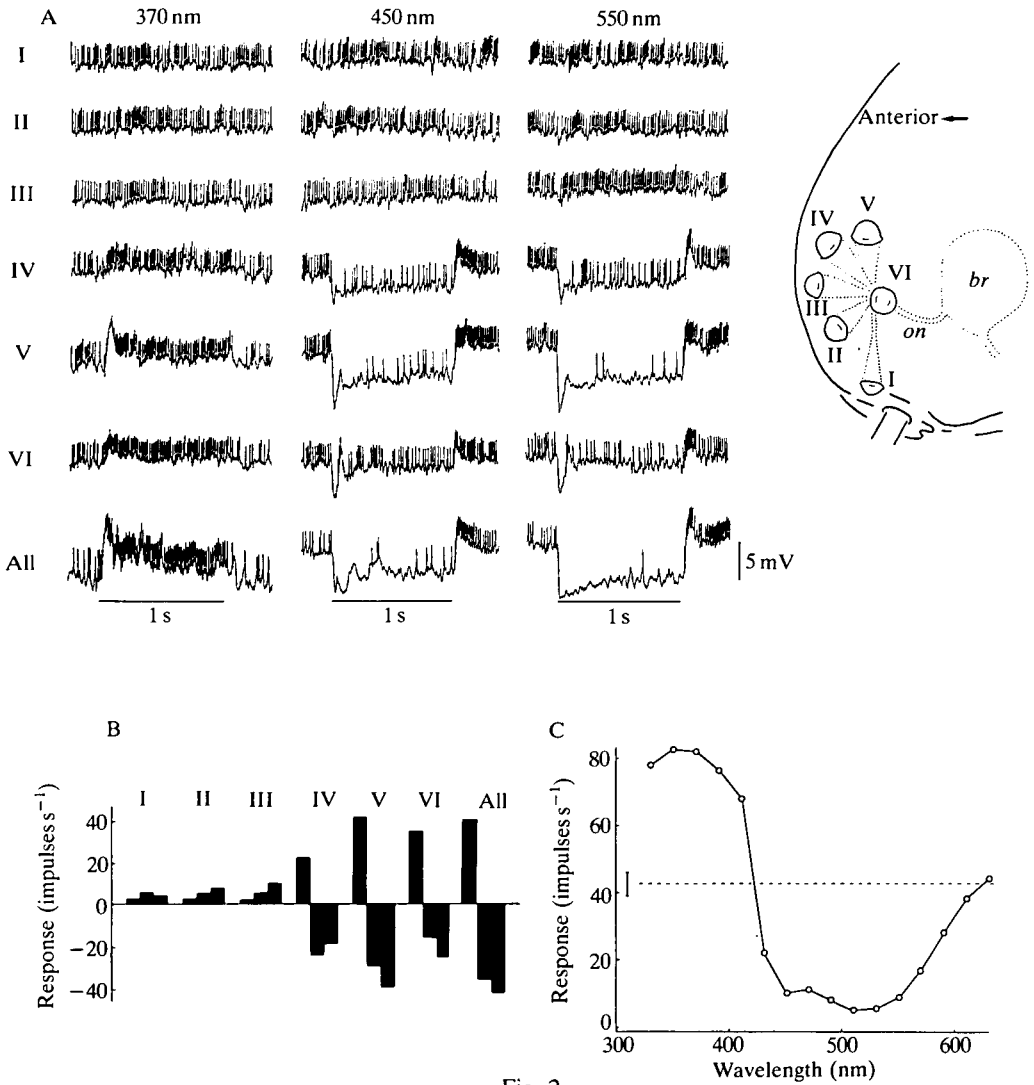 A
370 nm
450 nm
550 nm
I
II
III
IV
V
VI
All
5 mV
1 s
1 s
1 s
Anterior
IV
V
VI
III
II
I
br
on
B
Response (impulses s⁻¹)
40
20
0
−20
−40
I
II
III
IV
V
VI
All
C
Response (impulses s⁻¹)
80
60
40
20
0
300
400
500
600
Wavelength (nm)